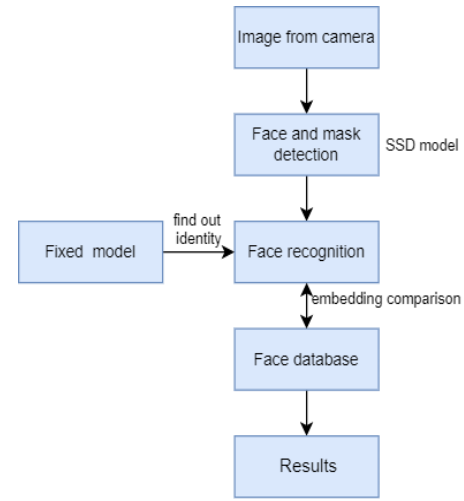 Image from camera
Face and mask
detection
SSD model
find out
identity
Fixed model
Face recognition
embedding comparison
Face database
Results